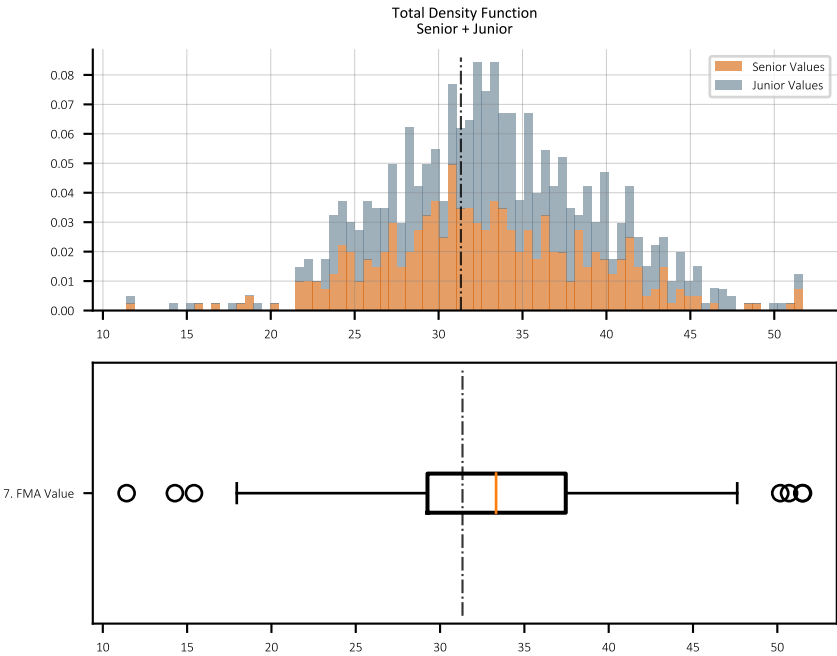 Total Density Function
Senior + Junior
Senior Values
Junior Values
0.08
0.07
0.06
0.05
0.04
0.03
0.02
0.01
0.00
10 15 20 25 30 35 40 45 50
7. FMA Value
10 15 20 25 30 35 40 45 50